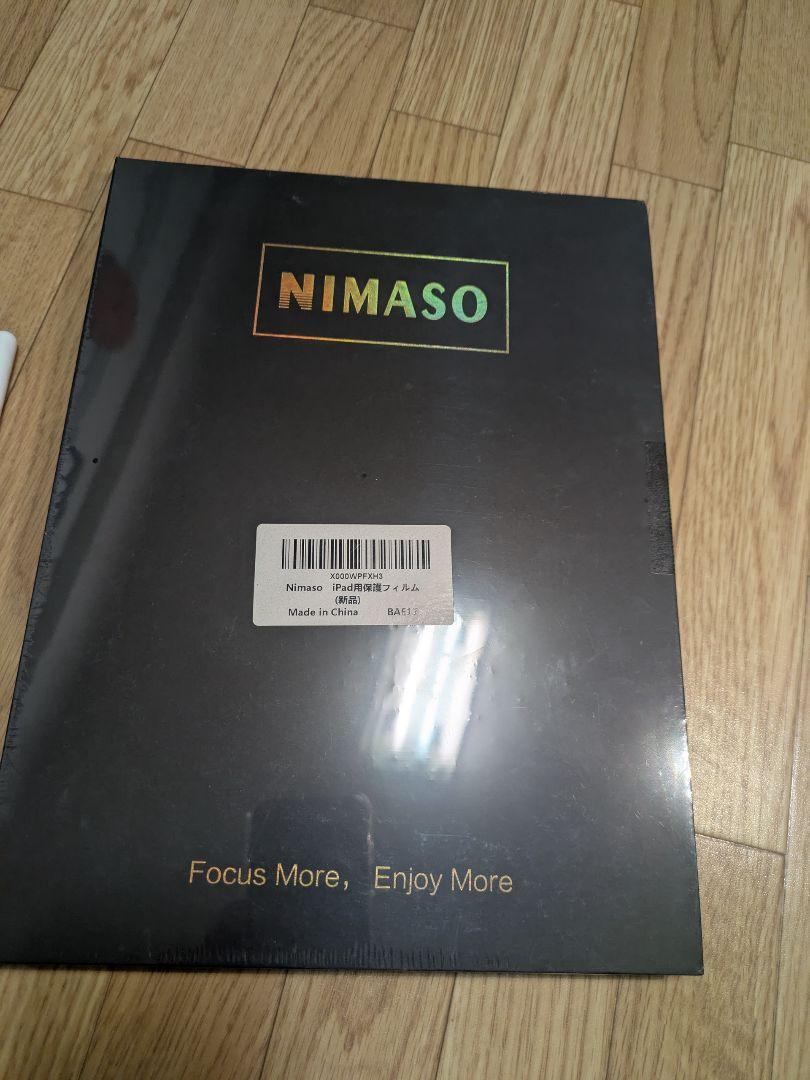 NIMASO
X000WPFXH3
Nimaso iPad用保護フィルム
(新品)
Made in China
Focus More, Enjoy More